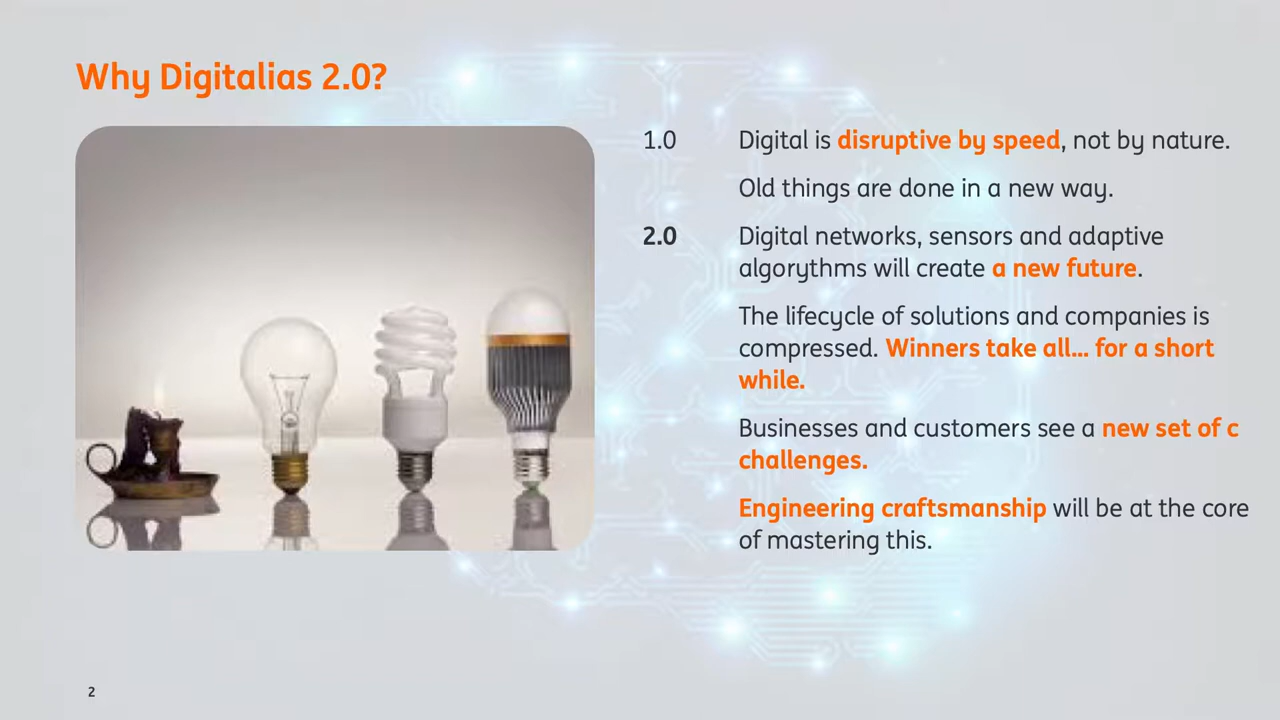 Why Digitalias 2.0?
1.0 Digital is disruptive by speed, not by nature.
Old things are done in a new way.
2.0 Digital networks, sensors and adaptive
algorythms will create a new future.
The lifecycle of solutions and companies is
compressed. Winners take all... for a short
while.
Businesses and customers see a new set of c
challenges.
Engineering craftsmanship will be at the core
of mastering this.
2